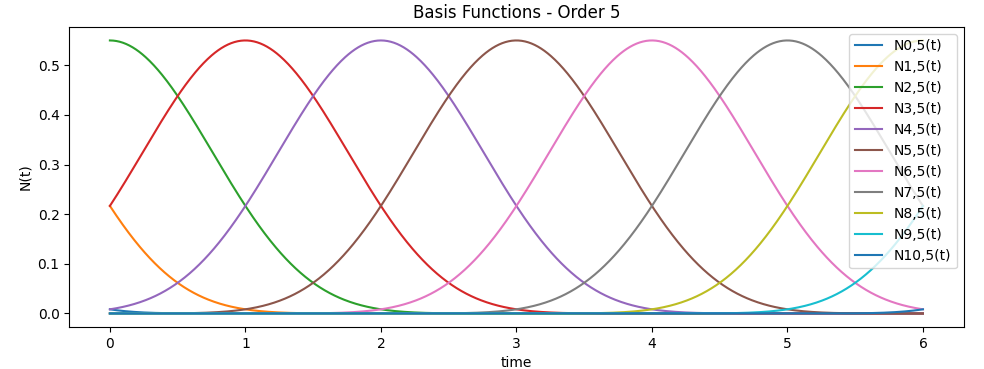 Basis Functions - Order 5
N(t)
0.5
0.4
0.3
0.2
0.1
0.0
0 1 2 3 4 5 6
time
N0,5(t)
N1,5(t)
N2,5(t)
N3,5(t)
N4,5(t)
N5,5(t)
N6,5(t)
N7,5(t)
N8,5(t)
N9,5(t)
N10,5(t)